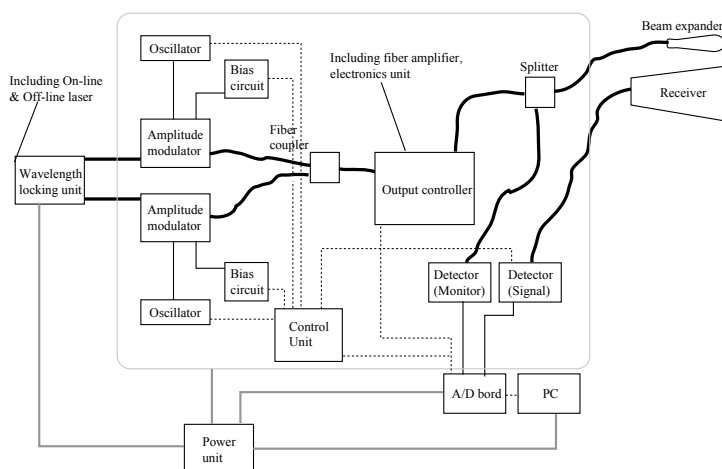 Beam expander
Oscillator
Including fiber amplifier,
electronics unit
Splitter
Including On-line
& Off-line laser
Bias
circuit
Receiver
Amplitude
modulator
Fiber
coupler
Wavelength
locking unit
Output controller
Amplitude
modulator
Bias
circuit
Detector
(Monitor)
Detector
(Signal)
Oscillator
Control
Unit
A/D bord
PC
Power
unit